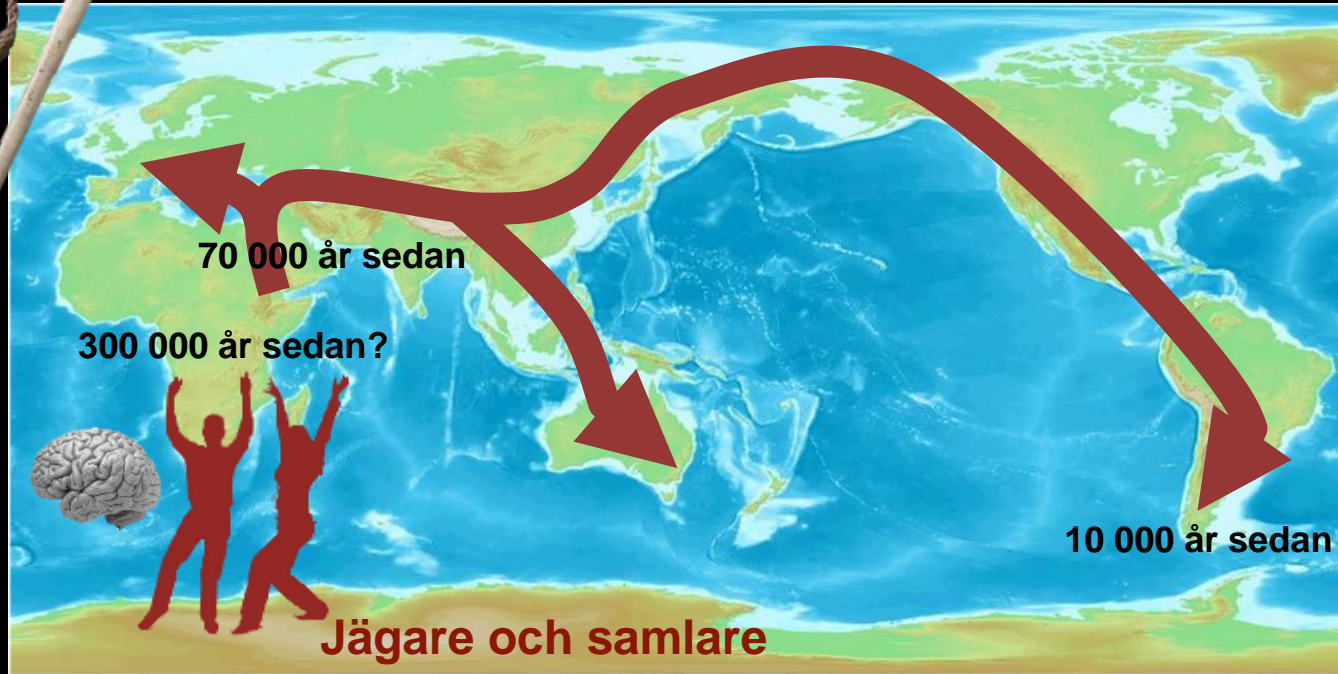 70 000 år sedan
300 000 år sedan?
10 000 år sedan
Jägare och samlare